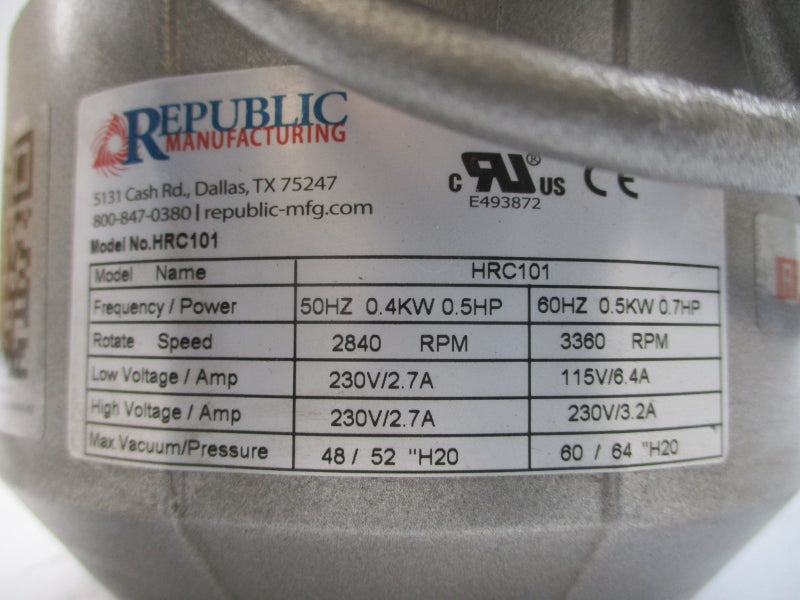 REPUBLIC
MANUFACTURING
5131 Cash Rd., Dallas, TX 75247
800-847-0380 | republic-mfg.com
c RU ® US CE
E493872
Model No.HRC101
Model Name HRC101
Frequency / Power 50HZ 0.4KW 0.5HP 60HZ 0.5KW 0.7HP
Rotate Speed 2840 RPM 3360 RPM
Low Voltage / Amp 230V/2.7A 115V/6.4A
High Voltage / Amp 230V/2.7A 230V/3.2A
Max.Vacuum/Pressure 48 / 52 "H20 60 / 64 "H20